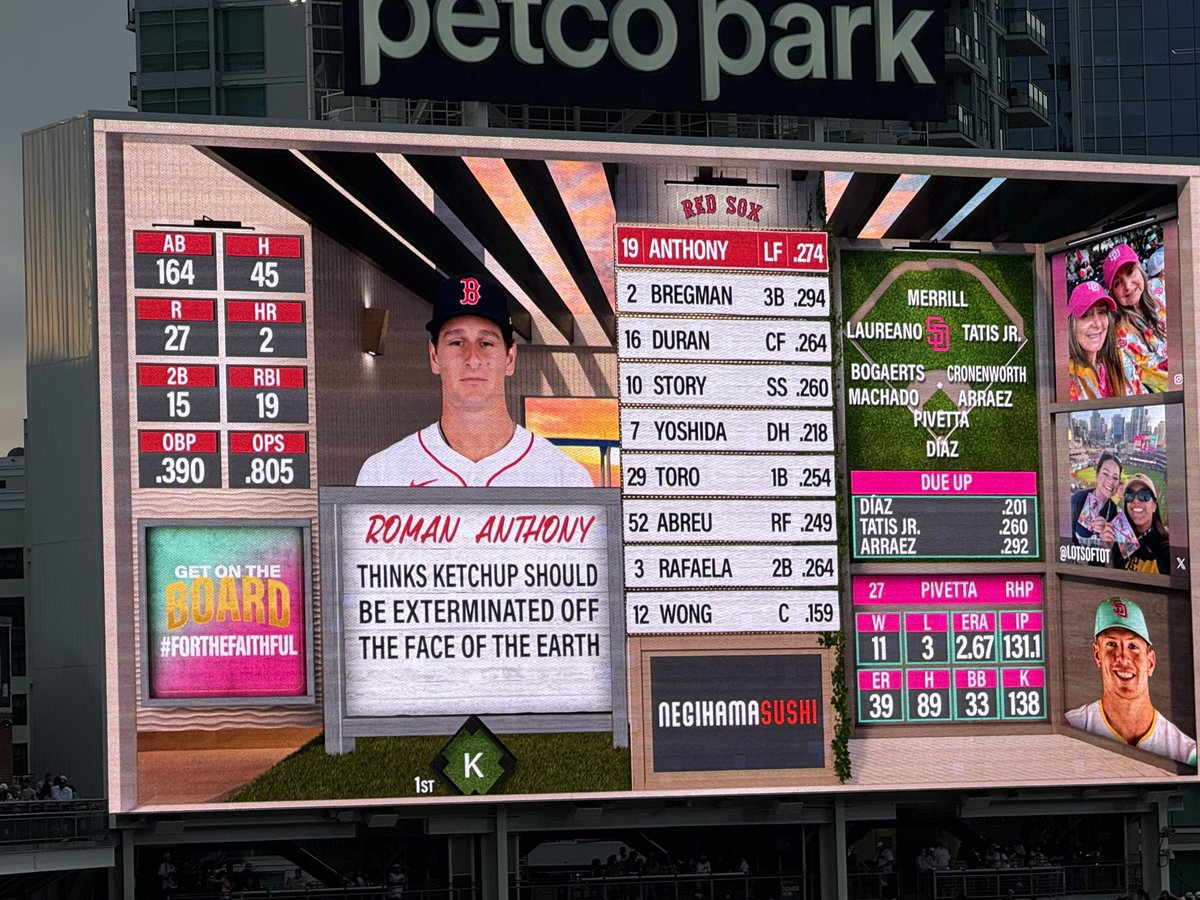 petco park
RED SOX
AB
164
H
45
R
27
HR
2
2B
15
RBI
19
OBP
.390
OPS
.805
GET ON THE
BOARD
#FORTHEFAITHFUL
B
ROMAN ANTHONY
THINKS KETCHUP SHOULD
BE EXTERMINATED OFF
THE FACE OF THE EARTH
1ST K
19 ANTHONY LF .274
2 BREGMAN 3B .294
16 DURAN CF .264
10 STORY SS .260
7 YOSHIDA DH .218
29 TORO 1B .254
52 ABREU RF .249
3 RAFAELA 2B .264
12 WONG C .159
NEGIHAMASUSHI
MERRILL
LAUREANO SD TATIS JR.
BOGAERTS CRONENWORTH
MACHADO ARRAEZ
PIVETTA
DÍAZ
DUE UP
DÍAZ .201
TATIS JR. .260
ARRAEZ .292
27 PIVETTA RHP
W L ERA IP
11 3 2.67 131.1
ER H BB K
39 89 33 138
@LOTSOFTOT X
SD